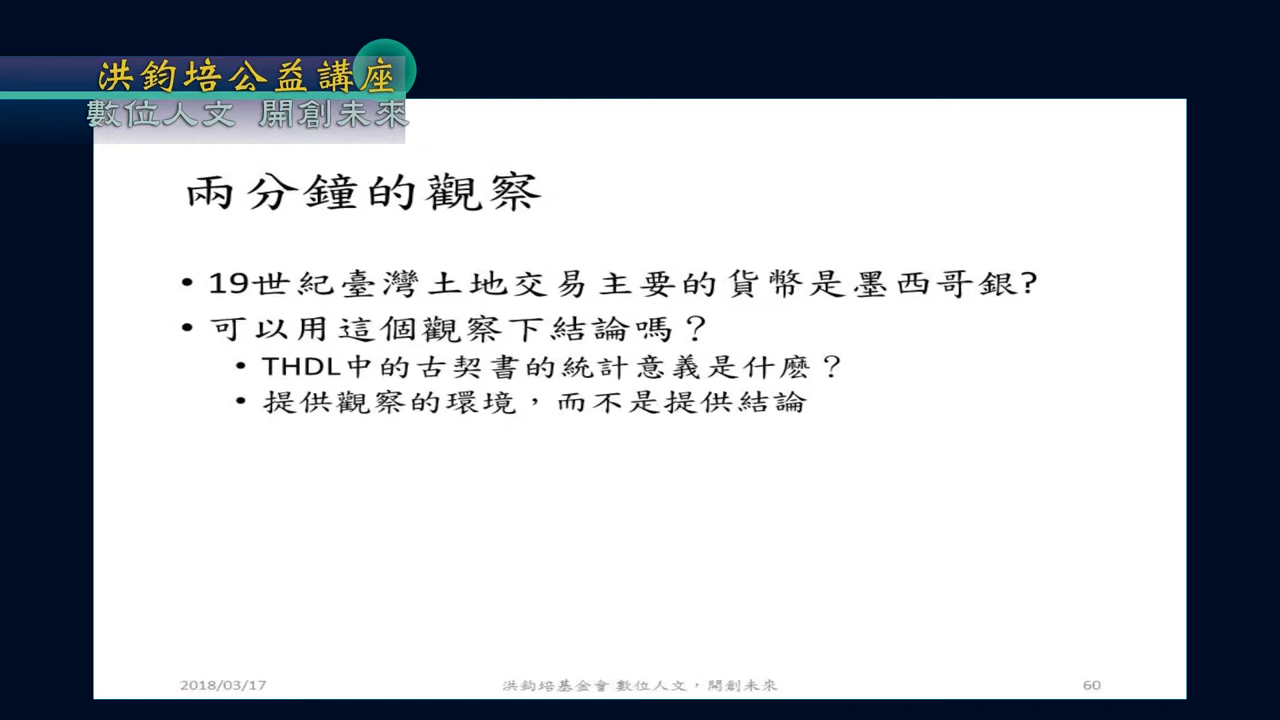 洪鈞培公益講座
數位人文 開創未來
兩分鐘的觀察
• 19世紀臺灣土地交易主要的貨幣是墨西哥銀?
• 可以用這個觀察下結論嗎？
• THDL中的古契書的統計意義是什麼？
• 提供觀察的環境，而不是提供結論
2018/03/17
洪鈞培基金會 數位人文，開創未來
60